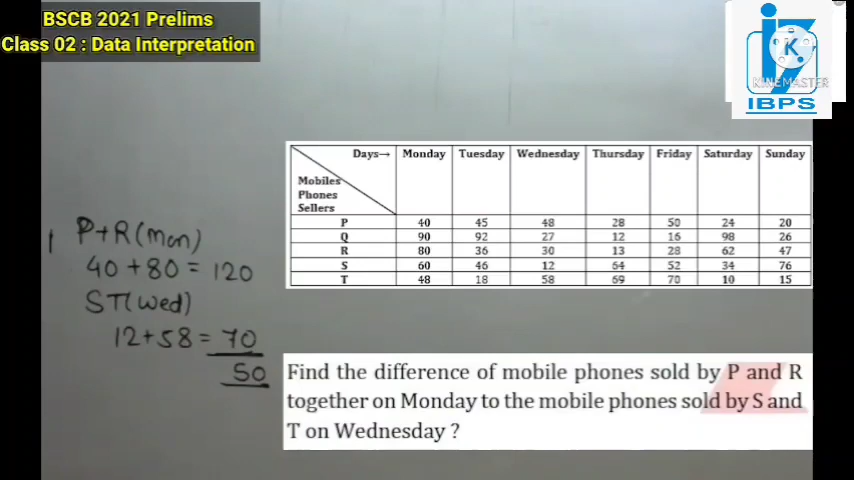 BSCB 2021 Prelims
Class 02 : Data Interpretation
K
KINEMASTER
IBPS
Days→ Monday Tuesday Wednesday Thursday Friday Saturday Sunday
Mobiles
Phones
Sellers
P 40 45 48 28 50 24 20
Q 90 92 27 12 16 98 26
R 80 36 30 13 28 62 47
S 60 46 12 64 52 34 76
T 48 18 58 69 70 10 15
1 P+R(mon)
40+80=120
ST(wed)
12+58=70
50
Find the difference of mobile phones sold by P and R
together on Monday to the mobile phones sold by S and
T on Wednesday ?